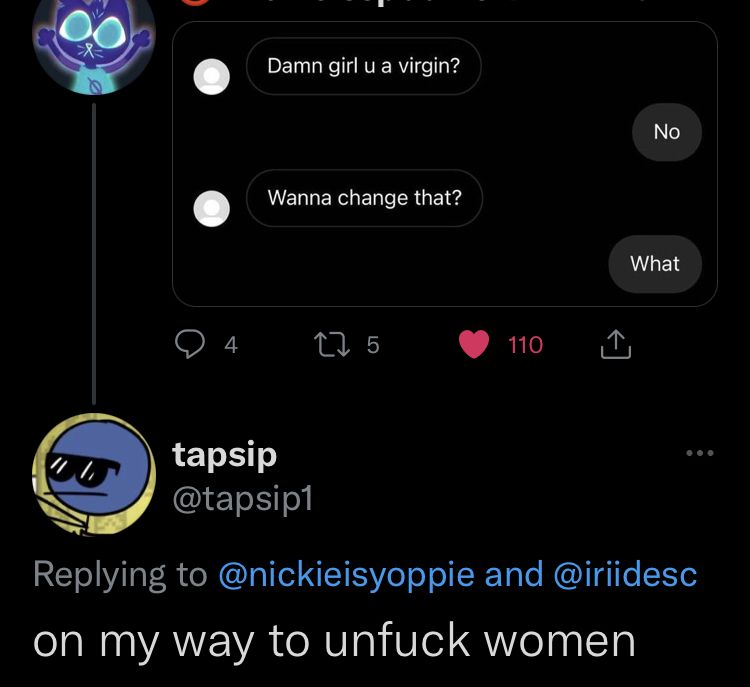 Damn girl u a virgin?
No
Wanna change that?
What
4 5 110
tapsip
@tapsip1
Replying to @nickieisyoppie and @iriidesc
on my way to unfuck women